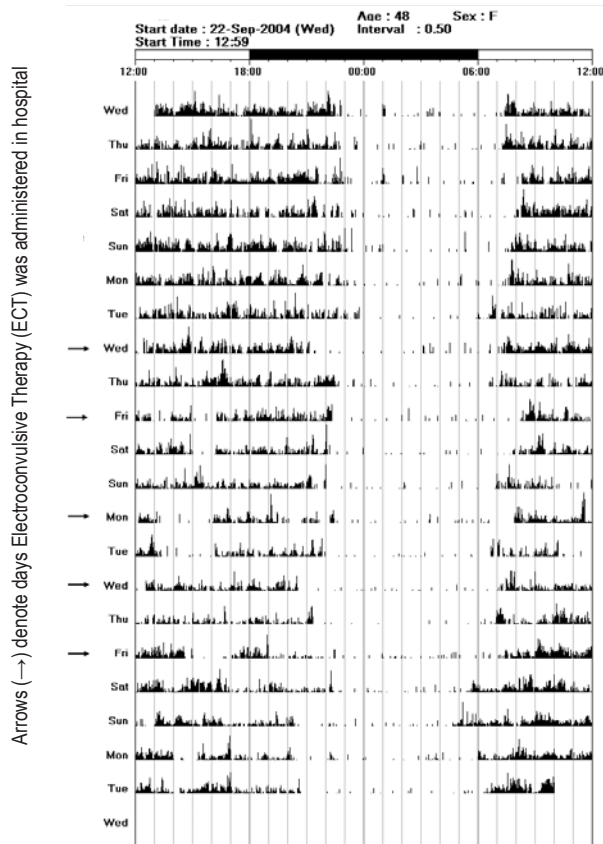 Age : 48 Sex : F
Start date : 22-Sep-2004 (Wed) Interval : 0.50
Start Time : 12:59
12:00 18:00 00:00 06:00 12:00
Wed
Thu
Fri
Sat
Sun
Mon
Tue
→ Wed
Thu
→ Fri
Sat
Sun
→ Mon
Tue
→ Wed
Thu
→ Fri
Sat
Sun
Mon
Tue
Wed
Arrows (→) denote days Electroconvulsive Therapy (ECT) was administered in hospital